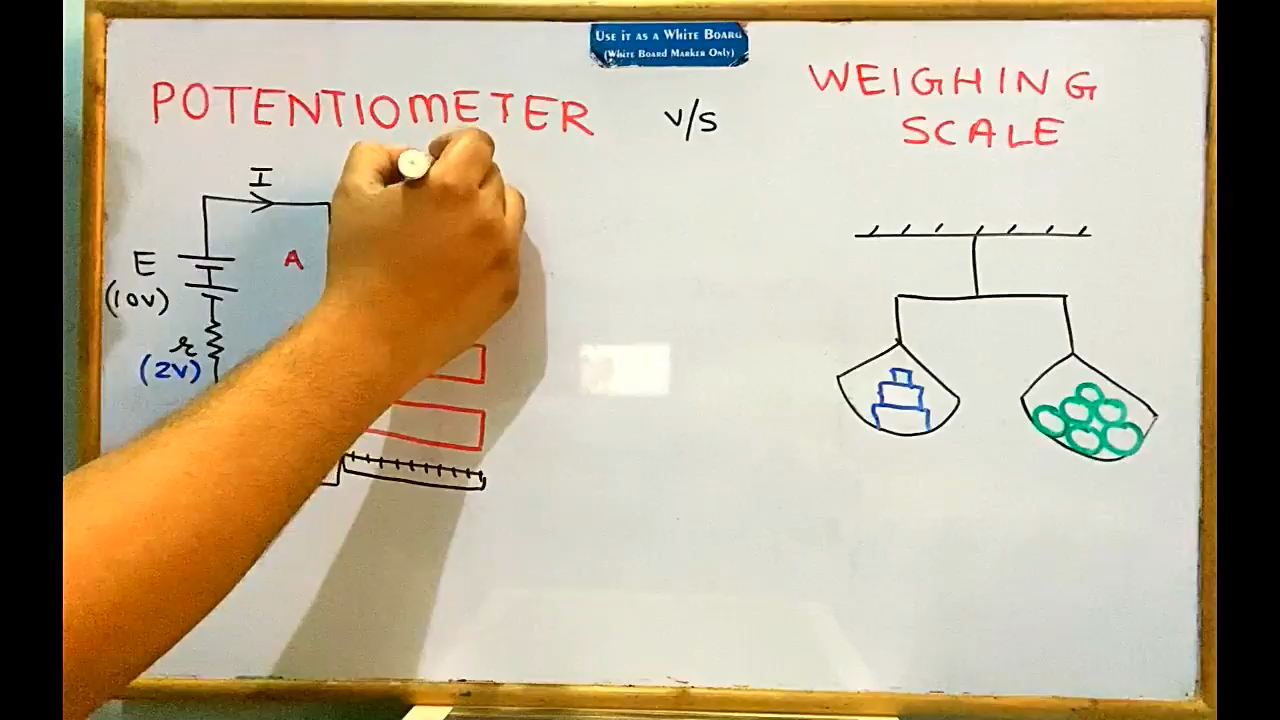 USE IT AS A WHITE BOARD
(WHITE BOARD MARKER ONLY)
POTENTIOMETER
v/s
WEIGHING
SCALE
I
E
(10V)
A
r
(2V)